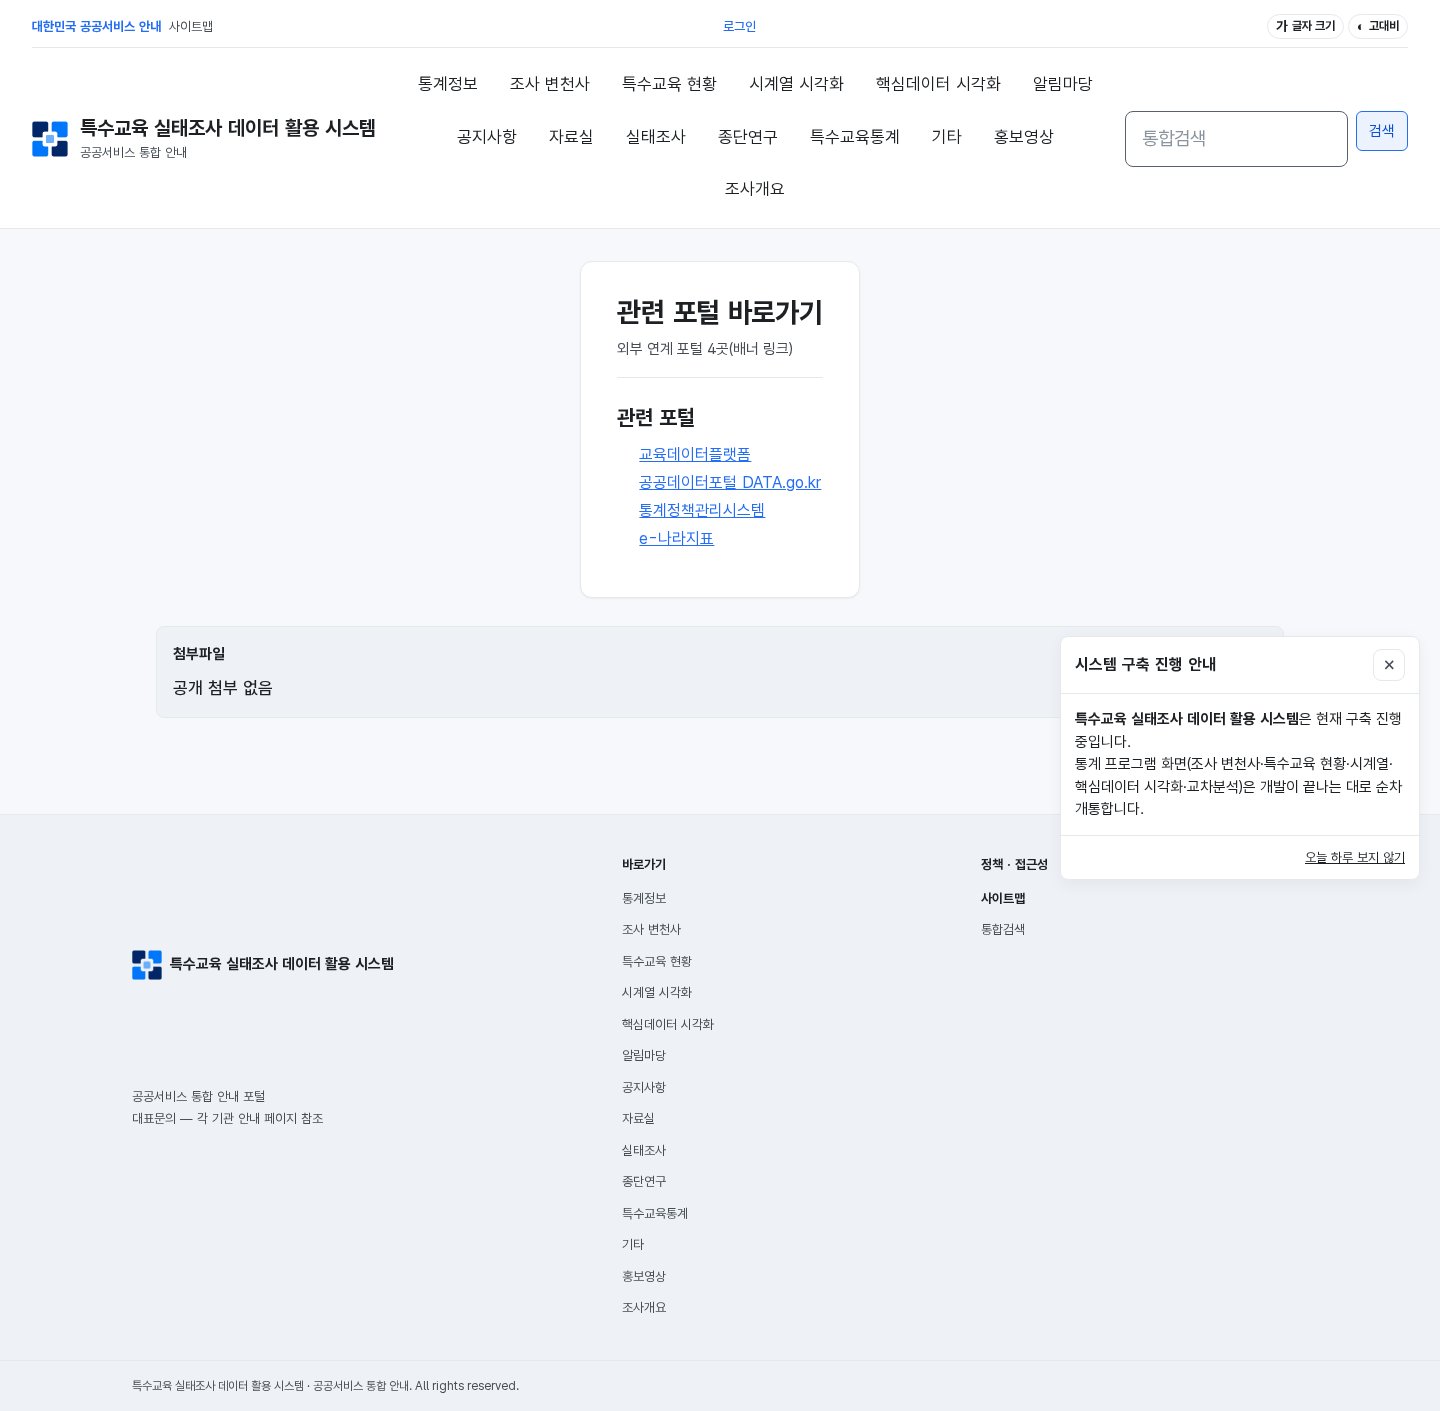 대한민국 공공서비스 안내 사이트맵
로그인
가 글자 크기
고대비
특수교육 실태조사 데이터 활용 시스템
공공서비스 통합 안내
통계정보 조사 변천사 특수교육 현황 시계열 시각화 핵심데이터 시각화 알림마당
공지사항 자료실 실태조사 종단연구 특수교육통계 기타 홍보영상
조사개요
통합검색
검색
관련 포털 바로가기
외부 연계 포털 4곳(배너 링크)
관련 포털
교육데이터플랫폼
공공데이터포털 DATA.go.kr
통계정책관리시스템
e-나라지표
첨부파일
공개 첨부 없음
시스템 구축 진행 안내
×
특수교육 실태조사 데이터 활용 시스템은 현재 구축 진행
중입니다.
통계 프로그램 화면(조사 변천사·특수교육 현황·시계열·
핵심데이터 시각화·교차분석)은 개발이 끝나는 대로 순차
개통합니다.
오늘 하루 보지 않기
특수교육 실태조사 데이터 활용 시스템
공공서비스 통합 안내 포털
대표문의 — 각 기관 안내 페이지 참조
바로가기
통계정보
조사 변천사
특수교육 현황
시계열 시각화
핵심데이터 시각화
알림마당
공지사항
자료실
실태조사
종단연구
특수교육통계
기타
홍보영상
조사개요
정책 · 접근성
사이트맵
통합검색
특수교육 실태조사 데이터 활용 시스템 · 공공서비스 통합 안내. All rights reserved.